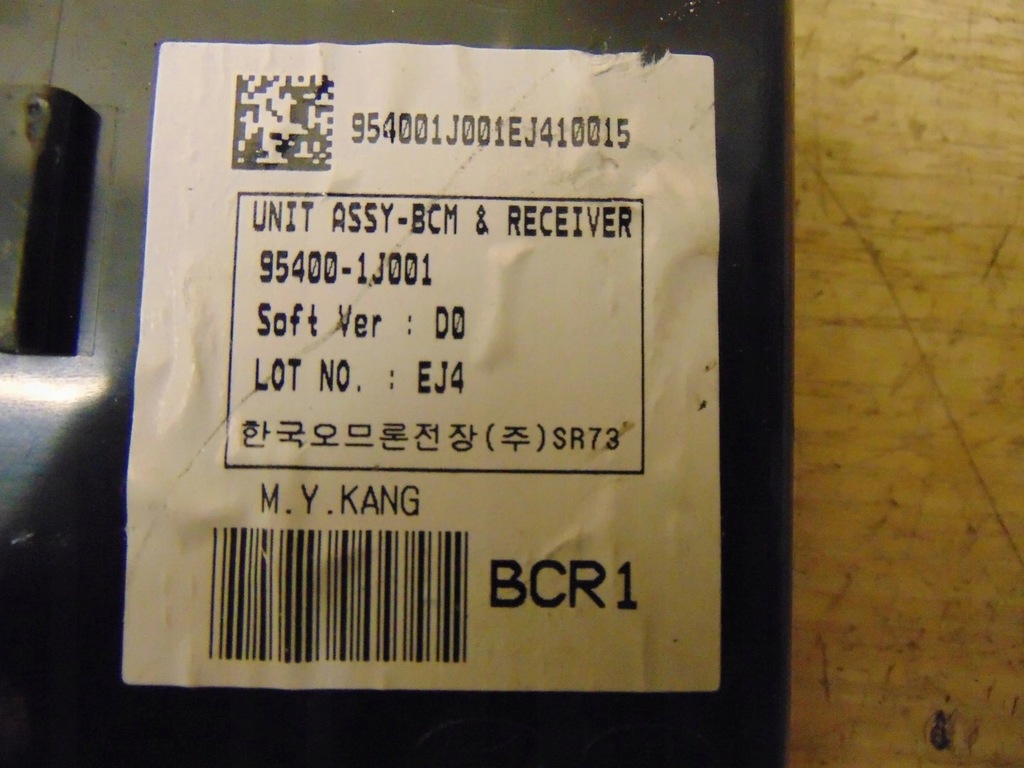 954001J001EJ410015
UNIT ASSY-BCM & RECEIVER
95400-1J001
Soft Ver : D0
LOT NO. : EJ4
한국오므론전장(주)SR73
M.Y.KANG
BCR1